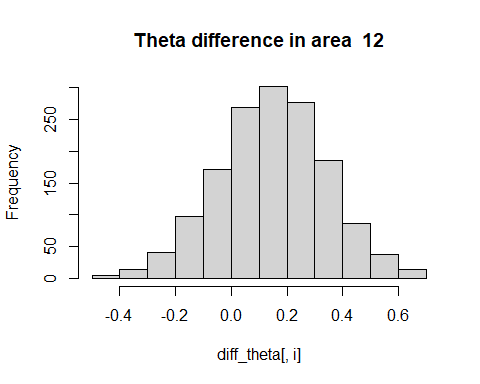 Theta difference in area  12
Frequency
250
150
50
0
-0.4 -0.2 0.0 0.2 0.4 0.6
diff_theta[, i]